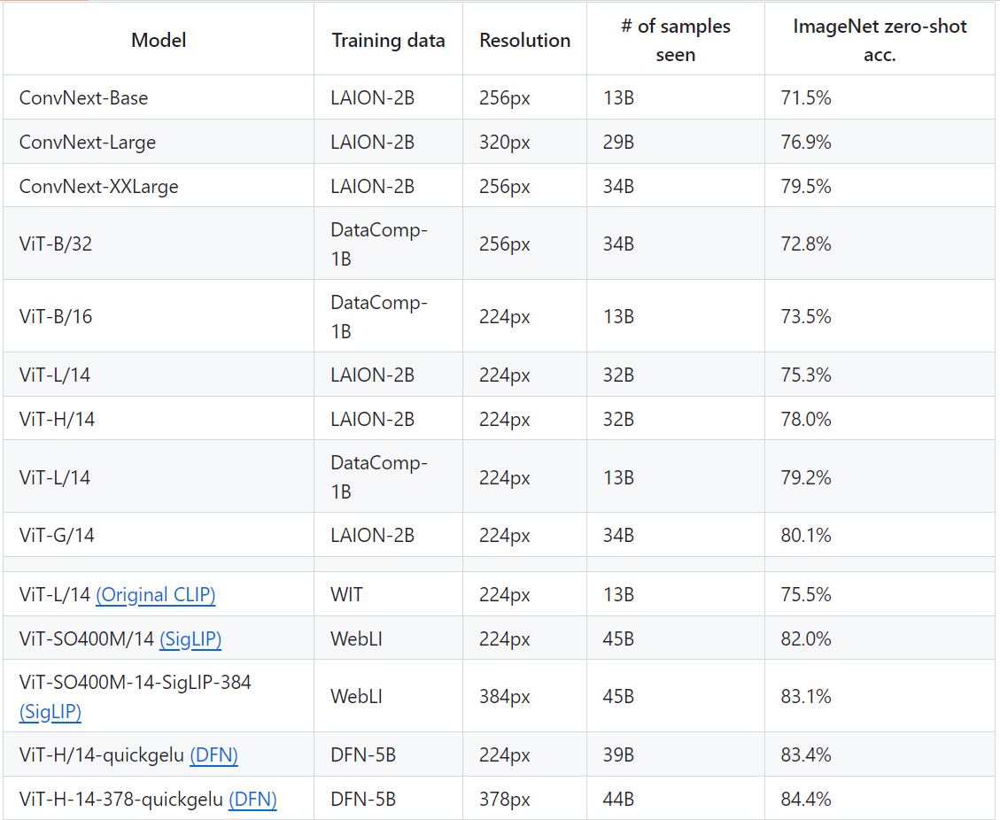 Model Training data Resolution # of samples seen ImageNet zero-shot acc.
ConvNext-Base LAION-2B 256px 13B 71.5%
ConvNext-Large LAION-2B 320px 29B 76.9%
ConvNext-XXLarge LAION-2B 256px 34B 79.5%
ViT-B/32 DataComp-1B 256px 34B 72.8%
ViT-B/16 DataComp-1B 224px 13B 73.5%
ViT-L/14 LAION-2B 224px 32B 75.3%
ViT-H/14 LAION-2B 224px 32B 78.0%
ViT-L/14 DataComp-1B 224px 13B 79.2%
ViT-G/14 LAION-2B 224px 34B 80.1%
ViT-L/14 (Original CLIP) WIT 224px 13B 75.5%
ViT-SO400M/14 (SigLIP) WebLI 224px 45B 82.0%
ViT-SO400M-14-SigLIP-384 (SigLIP) WebLI 384px 45B 83.1%
ViT-H/14-quickgelu (DFN) DFN-5B 224px 39B 83.4%
ViT-H-14-378-quickgelu (DFN) DFN-5B 378px 44B 84.4%